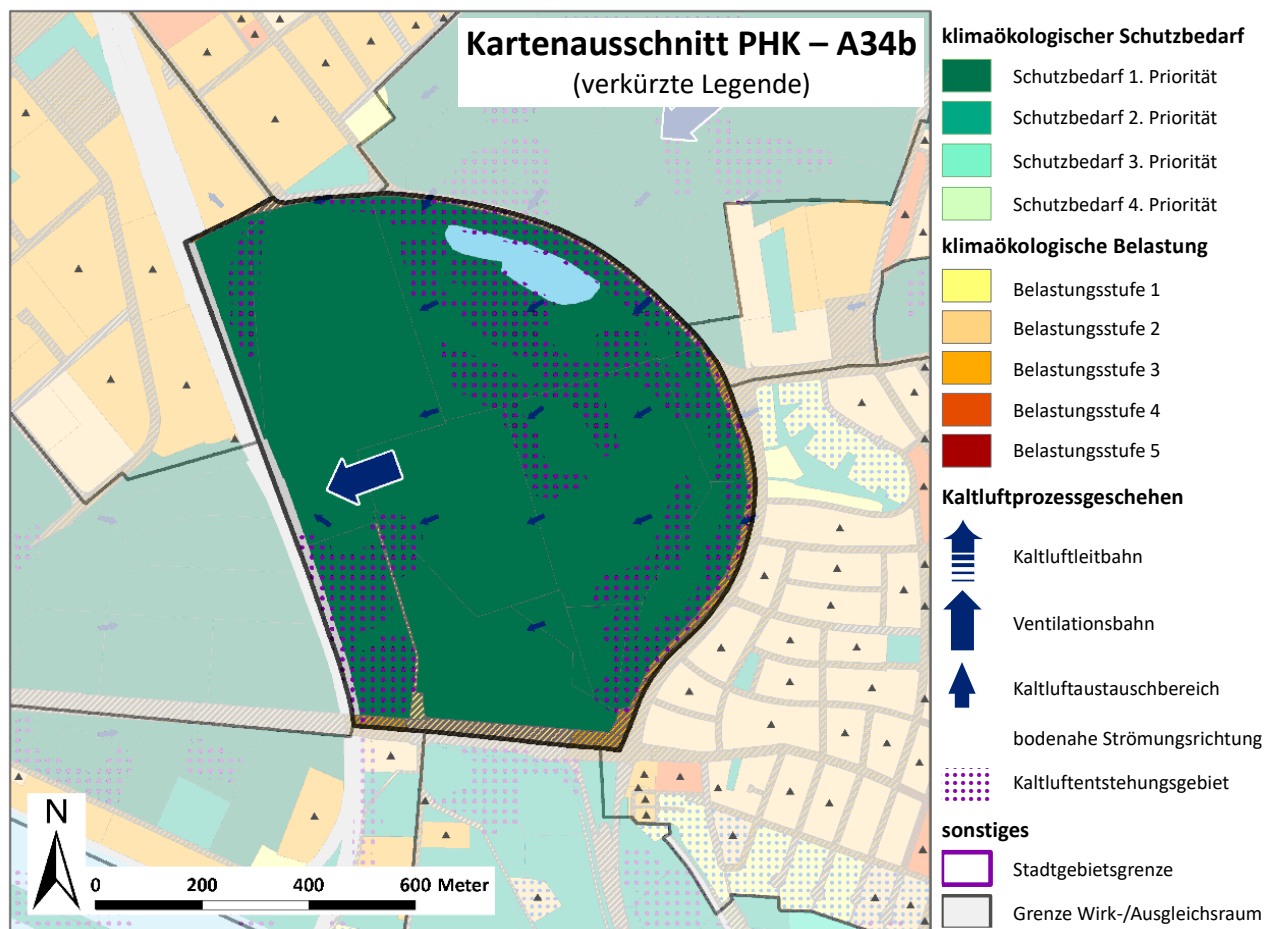 Kartenausschnitt PHK – A34b
(verkürzte Legende)
klimaökologischer Schutzbedarf
Schutzbedarf 1. Priorität
Schutzbedarf 2. Priorität
Schutzbedarf 3. Priorität
Schutzbedarf 4. Priorität
klimaökologische Belastung
Belastungsstufe 1
Belastungsstufe 2
Belastungsstufe 3
Belastungsstufe 4
Belastungsstufe 5
Kaltluftprozessgeschehen
Kaltluftleitbahn
Ventilationsbahn
Kaltluftaustauschbereich
bodenahe Strömungsrichtung
Kaltluftentstehungsgebiet
sonstiges
Stadtgebietsgrenze
Grenze Wirk-/Ausgleichsraum
N
0 200 400 600 Meter